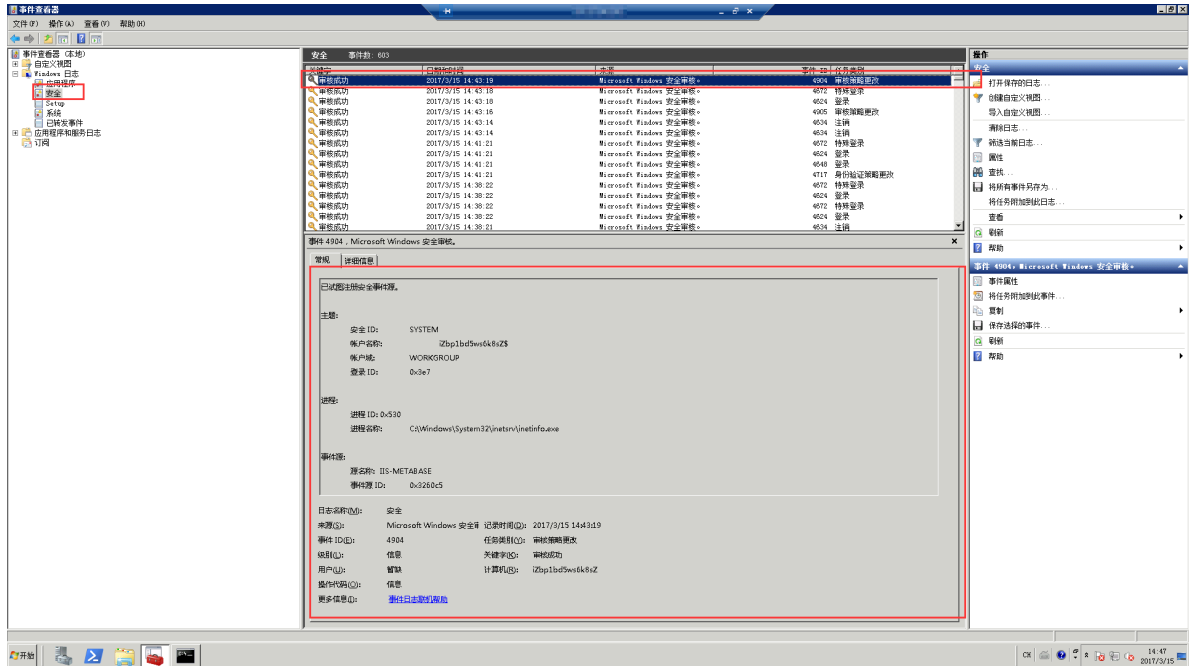 事件查看器
文件(F) 操作(A) 查看(V) 帮助(H)
事件查看器 (本地)
自定义视图
Windows 日志
应用程序
安全
Setup
系统
已转发事件
应用程序和服务日志
订阅
安全 事件数: 603
关键字 日期和时间 来源 事件 ID 任务类别
审核成功 2017/3/15 14:43:19 Microsoft Windows 安全审核。 4904 审核策略更改
审核成功 2017/3/15 14:43:18 Microsoft Windows 安全审核。 4672 特殊登录
审核成功 2017/3/15 14:43:18 Microsoft Windows 安全审核。 4624 登录
审核成功 2017/3/15 14:43:16 Microsoft Windows 安全审核。 4905 审核策略更改
审核成功 2017/3/15 14:43:14 Microsoft Windows 安全审核。 4634 注销
审核成功 2017/3/15 14:43:14 Microsoft Windows 安全审核。 4634 注销
审核成功 2017/3/15 14:41:21 Microsoft Windows 安全审核。 4672 特殊登录
审核成功 2017/3/15 14:41:21 Microsoft Windows 安全审核。 4624 登录
审核成功 2017/3/15 14:41:21 Microsoft Windows 安全审核。 4648 登录
审核成功 2017/3/15 14:41:21 Microsoft Windows 安全审核。 4717 身份验证策略更改
审核成功 2017/3/15 14:38:22 Microsoft Windows 安全审核。 4672 特殊登录
审核成功 2017/3/15 14:38:22 Microsoft Windows 安全审核。 4624 登录
审核成功 2017/3/15 14:38:22 Microsoft Windows 安全审核。 4672 特殊登录
审核成功 2017/3/15 14:38:22 Microsoft Windows 安全审核。 4624 登录
审核成功 2017/3/15 14:38:21 Microsoft Windows 安全审核。 4634 注销
事件 4904，Microsoft Windows 安全审核。
常规 详细信息
已试图注册安全事件源。
主题:
安全 ID: SYSTEM
帐户名称: iZbp1bd5ws6k8sZ$
帐户域: WORKGROUP
登录 ID: 0x3e7
进程:
进程 ID: 0x530
进程名称: C:\Windows\System32\inetsrv\inetinfo.exe
事件源:
源名称: IIS-METABASE
事件源 ID: 0x3260c5
日志名称(M): 安全
来源(S): Microsoft Windows 安全审 记录时间(D): 2017/3/15 14:43:19
事件 ID(E): 4904 任务类别(Y): 审核策略更改
级别(L): 信息 关键字(K): 审核成功
用户(U): 暂缺 计算机(R): iZbp1bd5ws6k8sZ
操作代码(O): 信息
更多信息(I): 事件日志联机帮助
操作
安全
打开保存的日志...
创建自定义视图...
导入自定义视图...
清除日志...
筛选当前日志...
属性
查找...
将所有事件另存为...
将任务附加到此日志...
查看
刷新
帮助
事件 4904，Microsoft Windows 安全审核。
事件属性
将任务附加到此事件...
复制
保存选择的事件...
刷新
帮助
开始
CH
14:47
2017/3/15